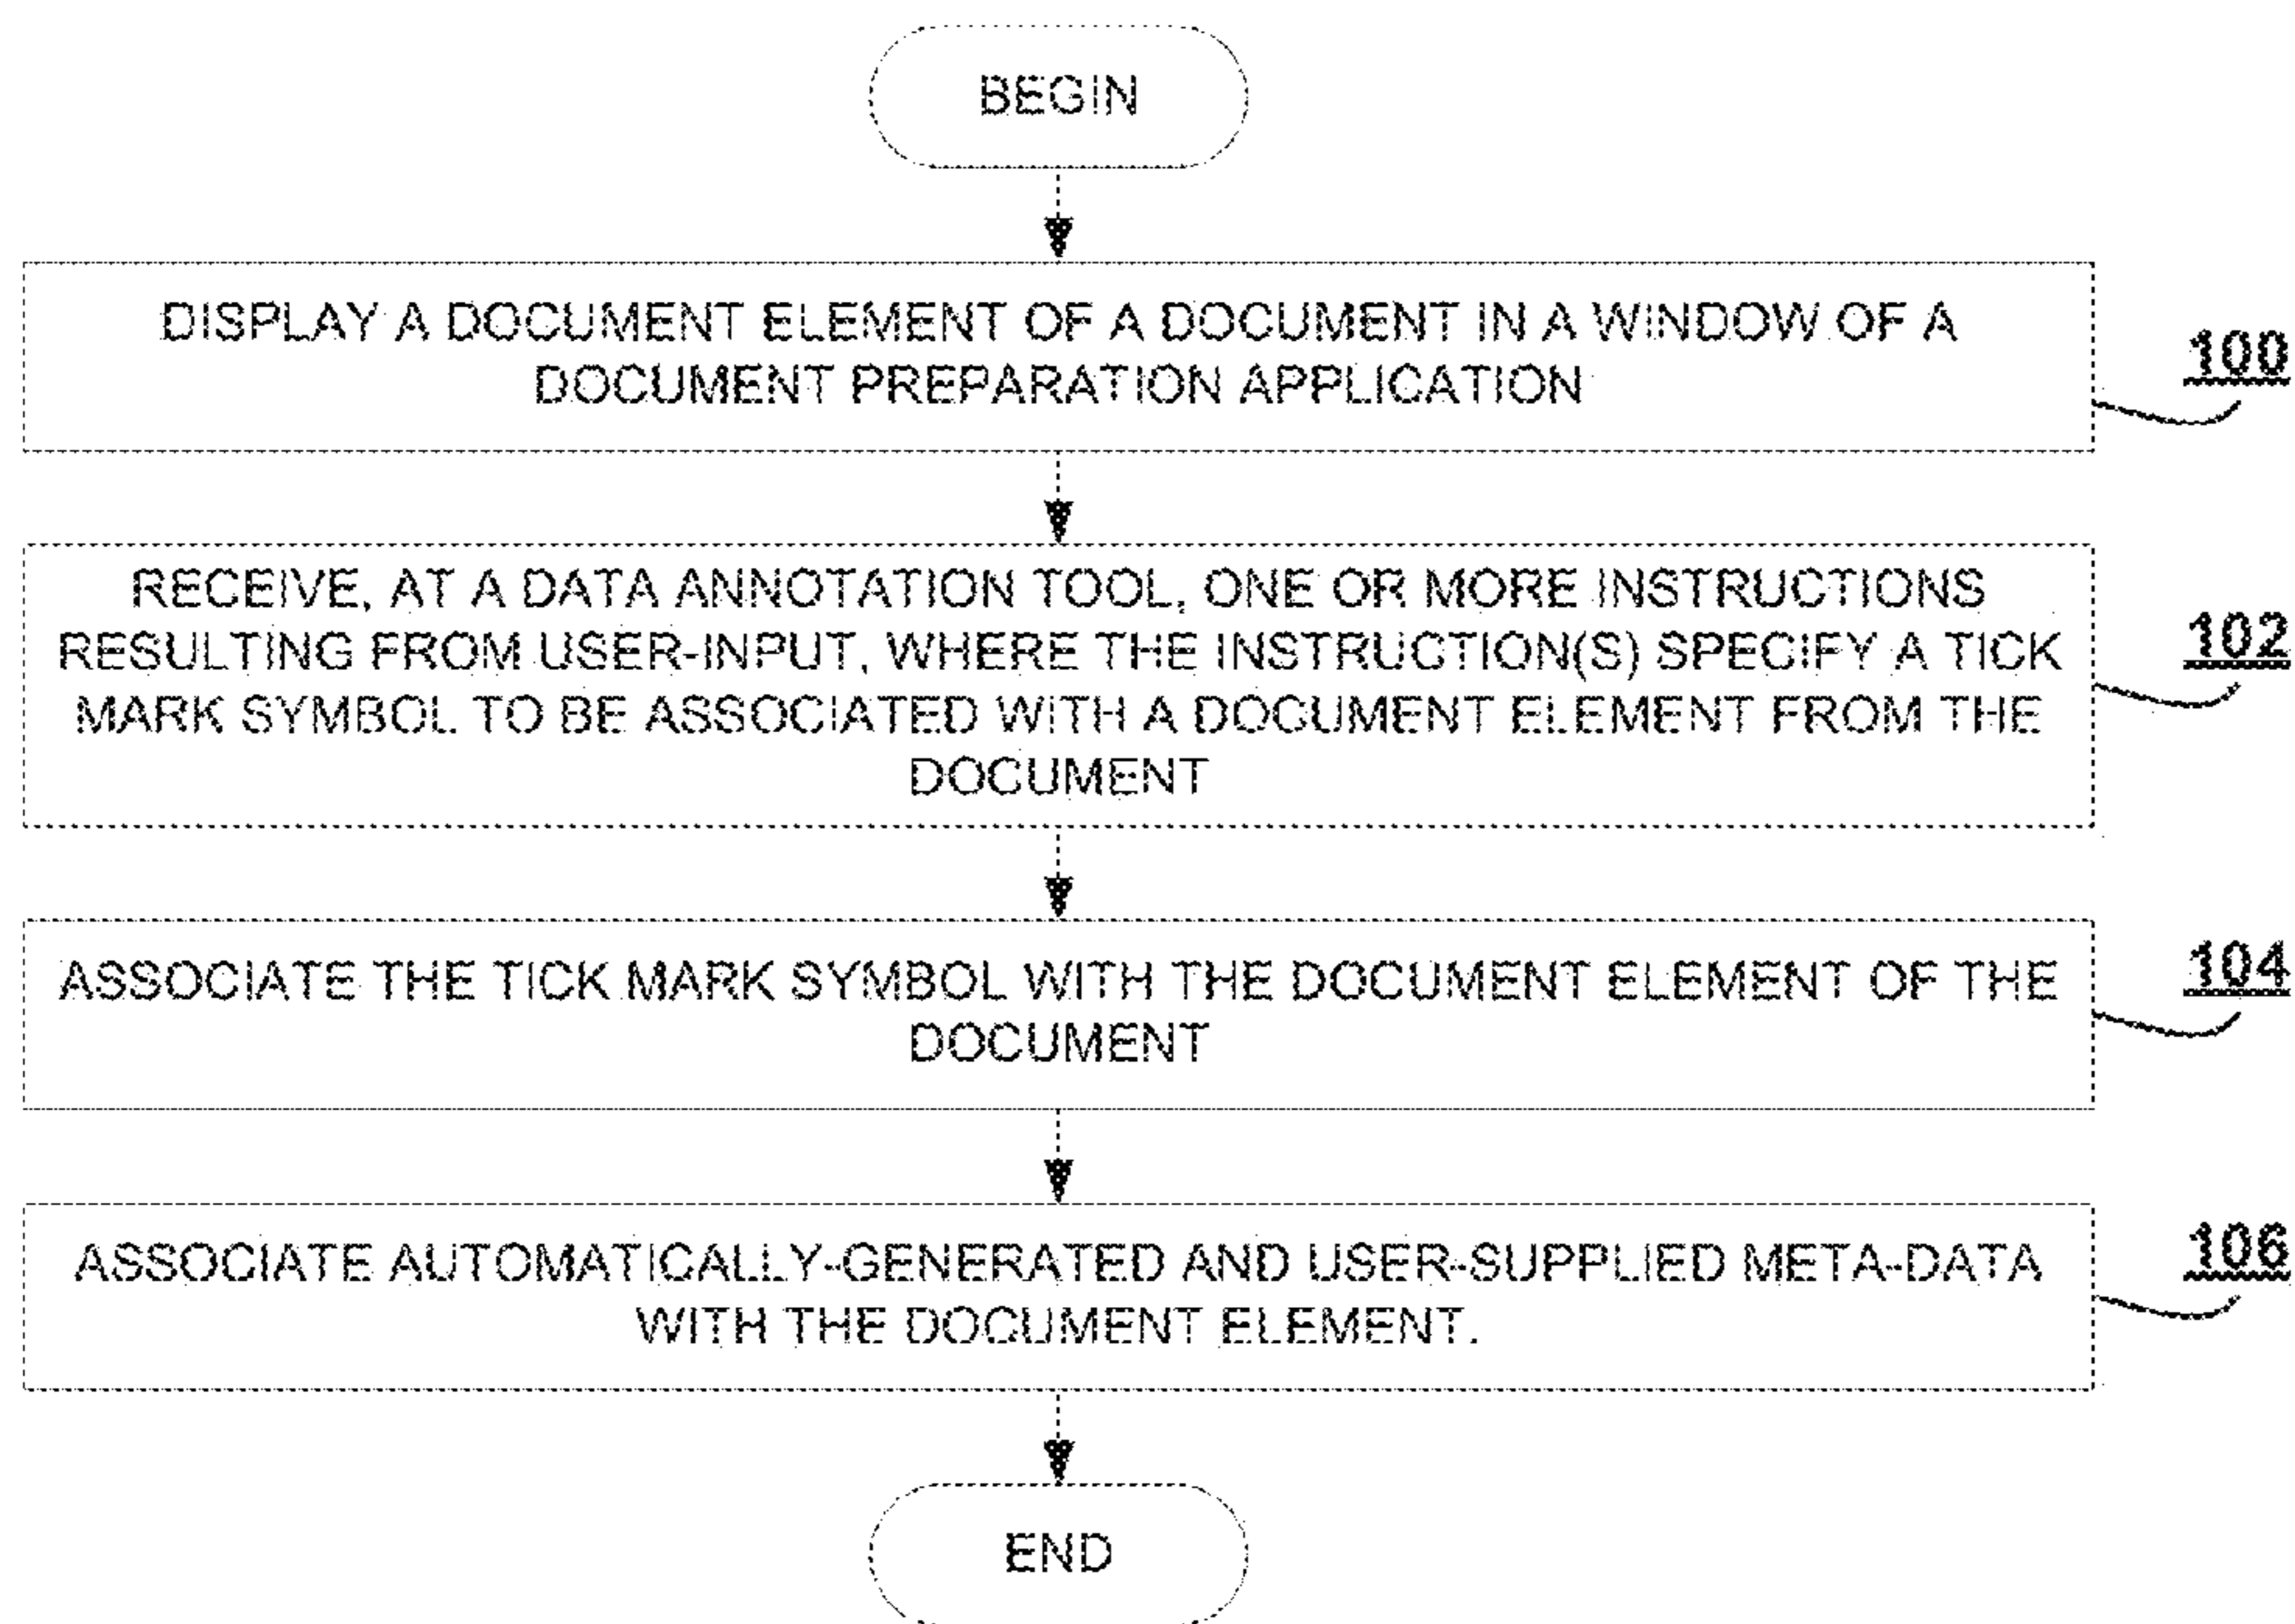 BEGIN
DISPLAY A DOCUMENT ELEMENT OF A DOCUMENT IN A WINDOW OF A
DOCUMENT PREPARATION APPLICATION
100
RECEIVE, AT A DATA ANNOTATION TOOL, ONE OR MORE INSTRUCTIONS
RESULTING FROM USER-INPUT, WHERE THE INSTRUCTION(S) SPECIFY A TICK
MARK SYMBOL TO BE ASSOCIATED WITH A DOCUMENT ELEMENT FROM THE
DOCUMENT
102
ASSOCIATE THE TICK MARK SYMBOL WITH THE DOCUMENT ELEMENT OF THE
DOCUMENT
104
ASSOCIATE AUTOMATICALLY-GENERATED AND USER-SUPPLIED META-DATA
WITH THE DOCUMENT ELEMENT.
106
END